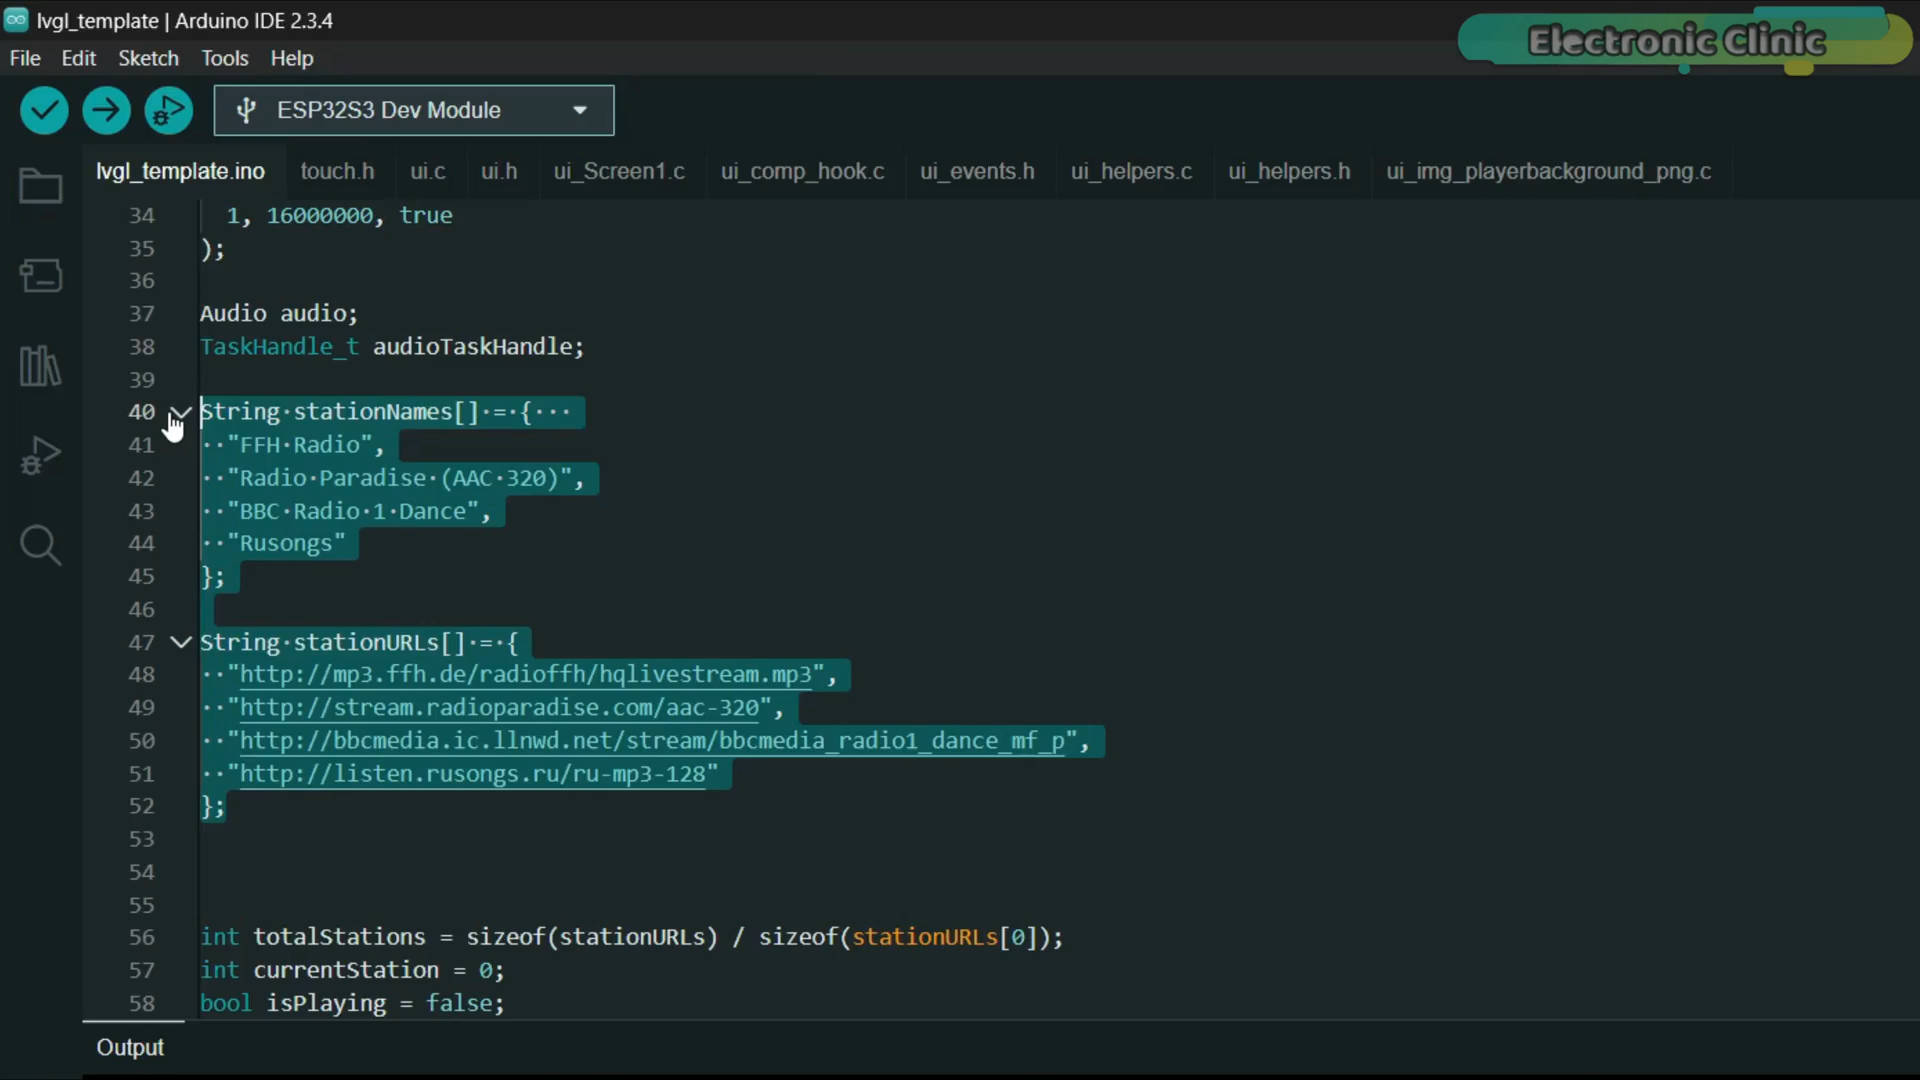 lvgl_template | Arduino IDE 2.3.4
Electronic Clinic
File Edit Sketch Tools Help
ESP32S3 Dev Module
lvgl_template.ino touch.h ui.c ui.h ui_Screen1.c ui_comp_hook.c ui_events.h ui_helpers.c ui_helpers.h ui_img_playerbackground_png.c
34 1, 16000000, true
35 );
36
37 Audio audio;
38 TaskHandle_t audioTaskHandle;
39
40 String·stationNames[]·=·{···
41 ··"FFH·Radio",
42 ··"Radio·Paradise·(AAC·320)",
43 ··"BBC·Radio·1·Dance",
44 ··"Rusongs"
45 };
46
47 String·stationURLs[]·=·{
48 ··"http://mp3.ffh.de/radioffh/hqlivestream.mp3",
49 ··"http://stream.radioparadise.com/aac-320",
50 ··"http://bbcmedia.ic.llnwd.net/stream/bbcmedia_radio1_dance_mf_p",
51 ··"http://listen.rusongs.ru/ru-mp3-128"
52 };
53
54
55
56 int totalStations = sizeof(stationURLs) / sizeof(stationURLs[0]);
57 int currentStation = 0;
58 bool isPlaying = false;
Output